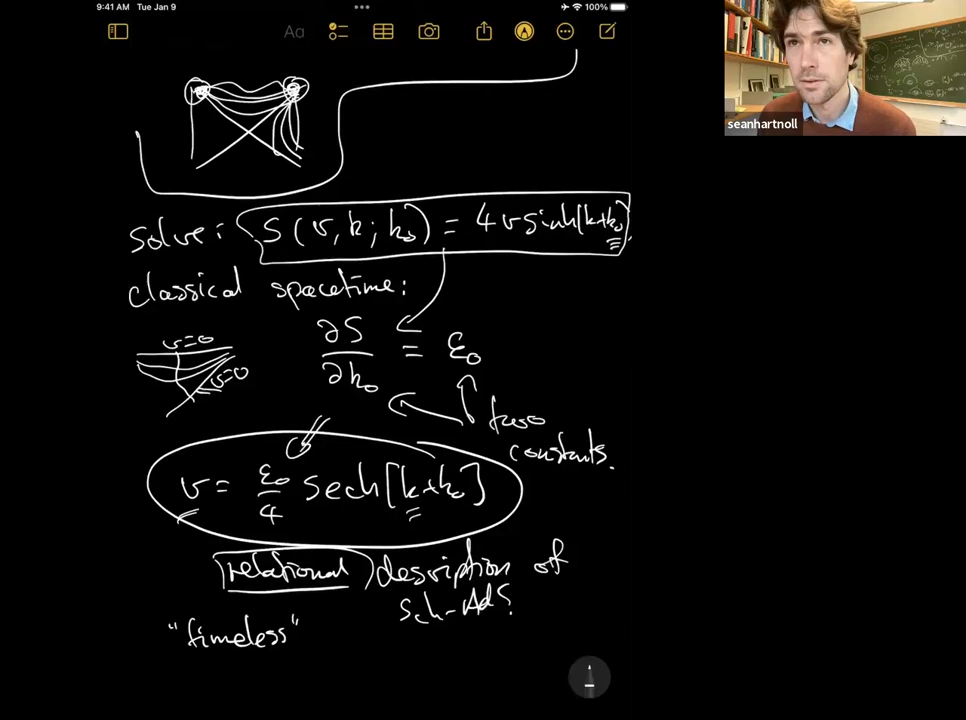 9:41 AM Tue Jan 9
100%
Aa
seanhartnoll
solve: S(v, k; k₀) = 4 v sinh[k+k₀].
classical spacetime:
v=0
v=0
∂S/∂k₀ = ε₀
two
constants.
v = ε₀/4 sech[k+k₀]
relational description of
Sch-AdS.
"timeless"